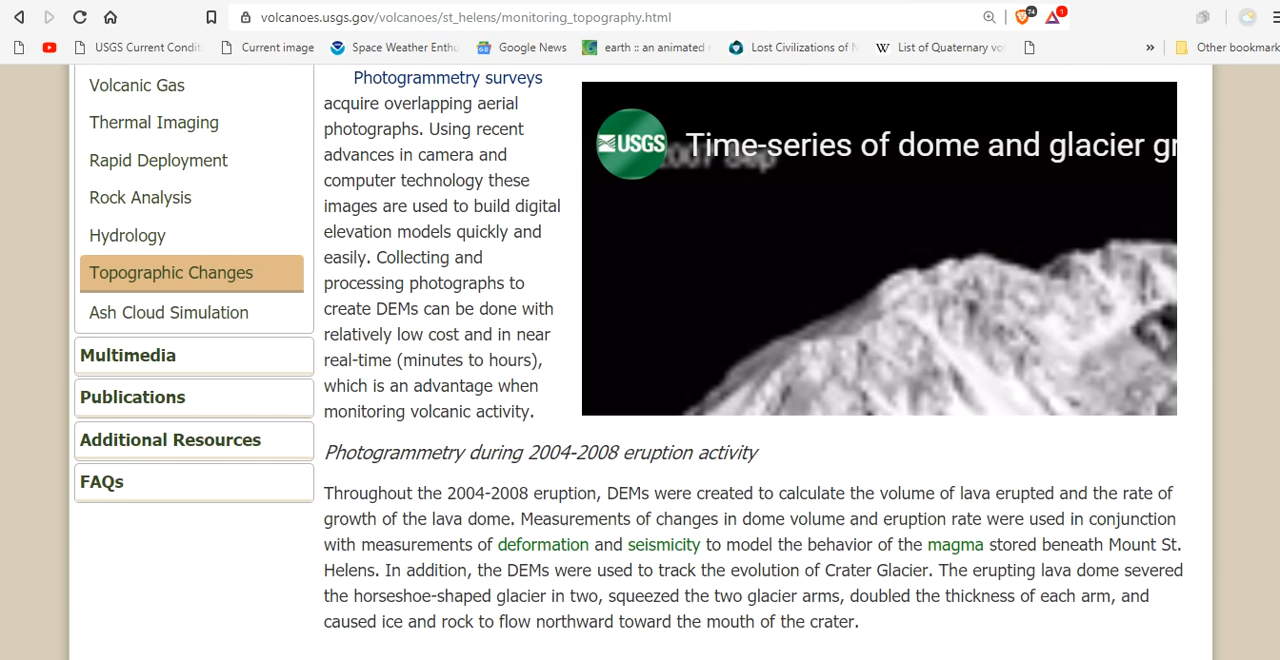 volcanoes.usgs.gov/volcanoes/st_helens/monitoring_topography.html
74
1
USGS Current Condit
Current image
Space Weather Enthu
Google News
earth :: an animated
Lost Civilizations of N
W
List of Quaternary vo
»
Other bookmark
Volcanic Gas
Thermal Imaging
Rapid Deployment
Rock Analysis
Hydrology
Topographic Changes
Ash Cloud Simulation
Multimedia
Publications
Additional Resources
FAQs
Photogrammetry surveys
acquire overlapping aerial
photographs. Using recent
advances in camera and
computer technology these
images are used to build digital
elevation models quickly and
easily. Collecting and
processing photographs to
create DEMs can be done with
relatively low cost and in near
real-time (minutes to hours),
which is an advantage when
monitoring volcanic activity.
USGS
Time-series of dome and glacier gr
2007 Sep
Photogrammetry during 2004-2008 eruption activity
Throughout the 2004-2008 eruption, DEMs were created to calculate the volume of lava erupted and the rate of
growth of the lava dome. Measurements of changes in dome volume and eruption rate were used in conjunction
with measurements of deformation and seismicity to model the behavior of the magma stored beneath Mount St.
Helens. In addition, the DEMs were used to track the evolution of Crater Glacier. The erupting lava dome severed
the horseshoe-shaped glacier in two, squeezed the two glacier arms, doubled the thickness of each arm, and
caused ice and rock to flow northward toward the mouth of the crater.